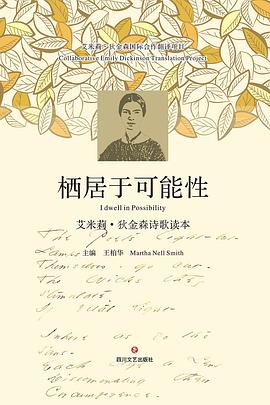 艾米莉·狄金森国际合作翻译项目
Collaborative Emily Dickinson Translation Project
栖居于可能性
I dwell in Possibility
艾米莉·狄金森诗歌读本
The Poets light but
Lamps -
主编 王柏华 Martha Nell Smith
Themselves - go out -
The Wicks they
stimulate
If vital Light
Inhere as do the
Suns -
Each Age a Lens
Disseminating their
Circumference -
四川文艺出版社